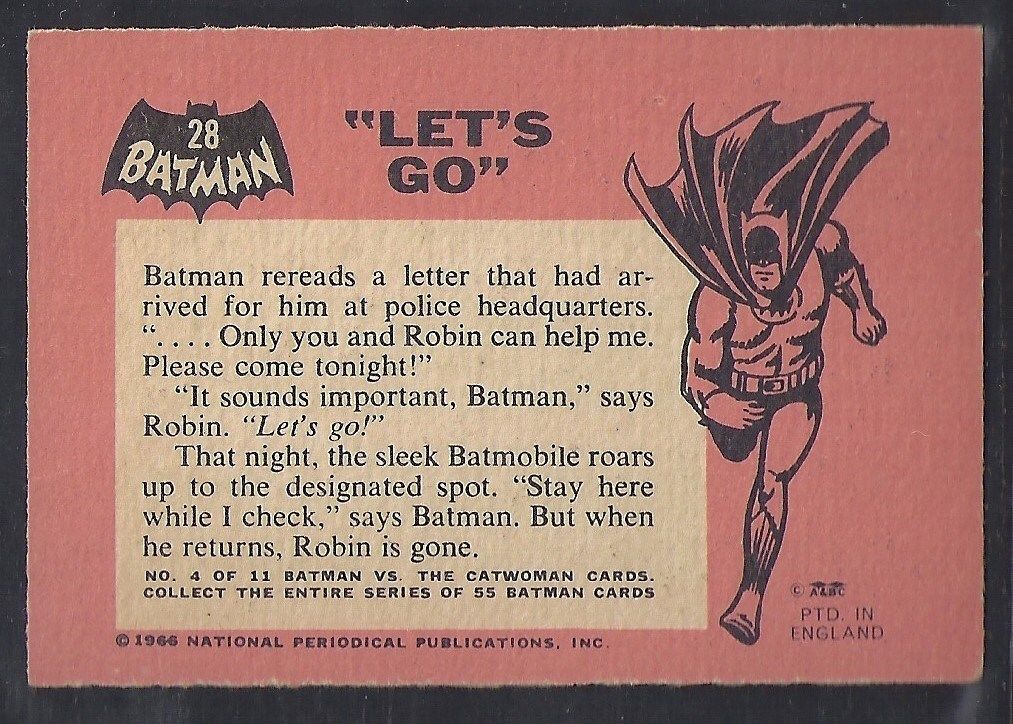 28
BATMAN
"LET'S
GO"
Batman rereads a letter that had ar-
rived for him at police headquarters.
". . . . Only you and Robin can help me.
Please come tonight!"
"It sounds important, Batman," says
Robin. "Let's go!"
That night, the sleek Batmobile roars
up to the designated spot. "Stay here
while I check," says Batman. But when
he returns, Robin is gone.
NO. 4 OF 11 BATMAN VS. THE CATWOMAN CARDS.
COLLECT THE ENTIRE SERIES OF 55 BATMAN CARDS
© 1966 NATIONAL PERIODICAL PUBLICATIONS, INC.
© A&BC
PTD. IN
ENGLAND